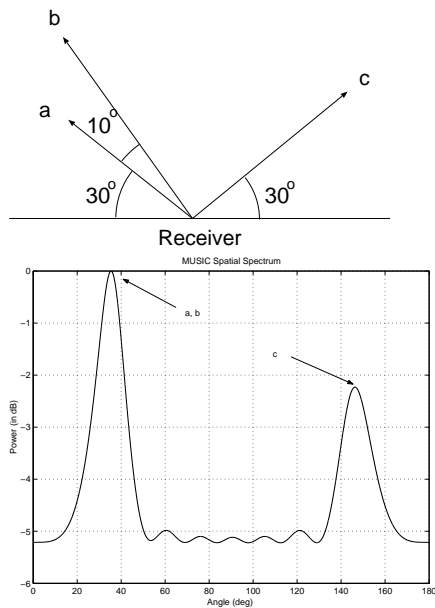 b
c
a
10°
30°
30°
Receiver
MUSIC Spatial Spectrum
0
−1
−2
−3
−4
−5
−6
Power (in dB)
a, b
c
0
20
40
60
80
100
120
140
160
180
Angle (deg)